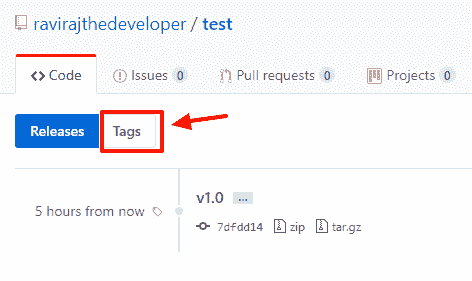 ravirajthedeveloper / test
Code Issues 0 Pull requests 0 Projects 0
Releases Tags
v1.0 ...
5 hours from now
7dfdd14 zip tar.gz